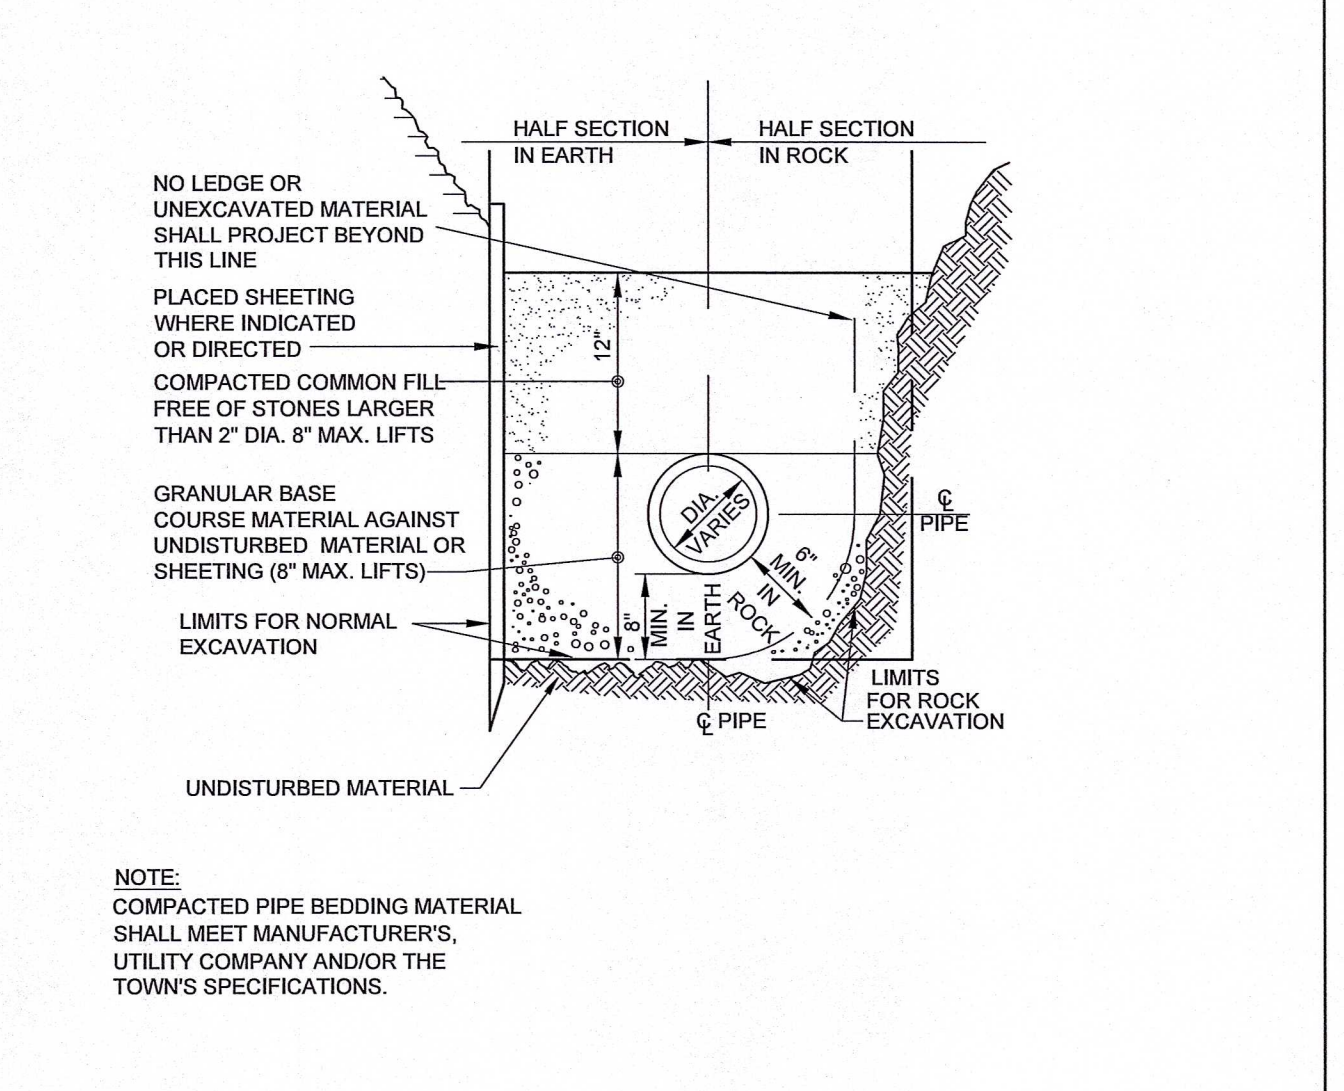 HALF SECTION
IN EARTH
HALF SECTION
IN ROCK
NO LEDGE OR
UNEXCAVATED MATERIAL
SHALL PROJECT BEYOND
THIS LINE
PLACED SHEETING
WHERE INDICATED
OR DIRECTED
COMPACTED COMMON FILL
FREE OF STONES LARGER
THAN 2" DIA. 8" MAX. LIFTS
GRANULAR BASE
COURSE MATERIAL AGAINST
UNDISTURBED MATERIAL OR
SHEETING (8" MAX. LIFTS)
LIMITS FOR NORMAL
EXCAVATION
12"
DIA.
VARIES
℄
PIPE
6"
MIN.
IN
ROCK
8"
MIN.
IN
EARTH
LIMITS
FOR ROCK
EXCAVATION
℄ PIPE
UNDISTURBED MATERIAL
NOTE:
COMPACTED PIPE BEDDING MATERIAL
SHALL MEET MANUFACTURER'S,
UTILITY COMPANY AND/OR THE
TOWN'S SPECIFICATIONS.